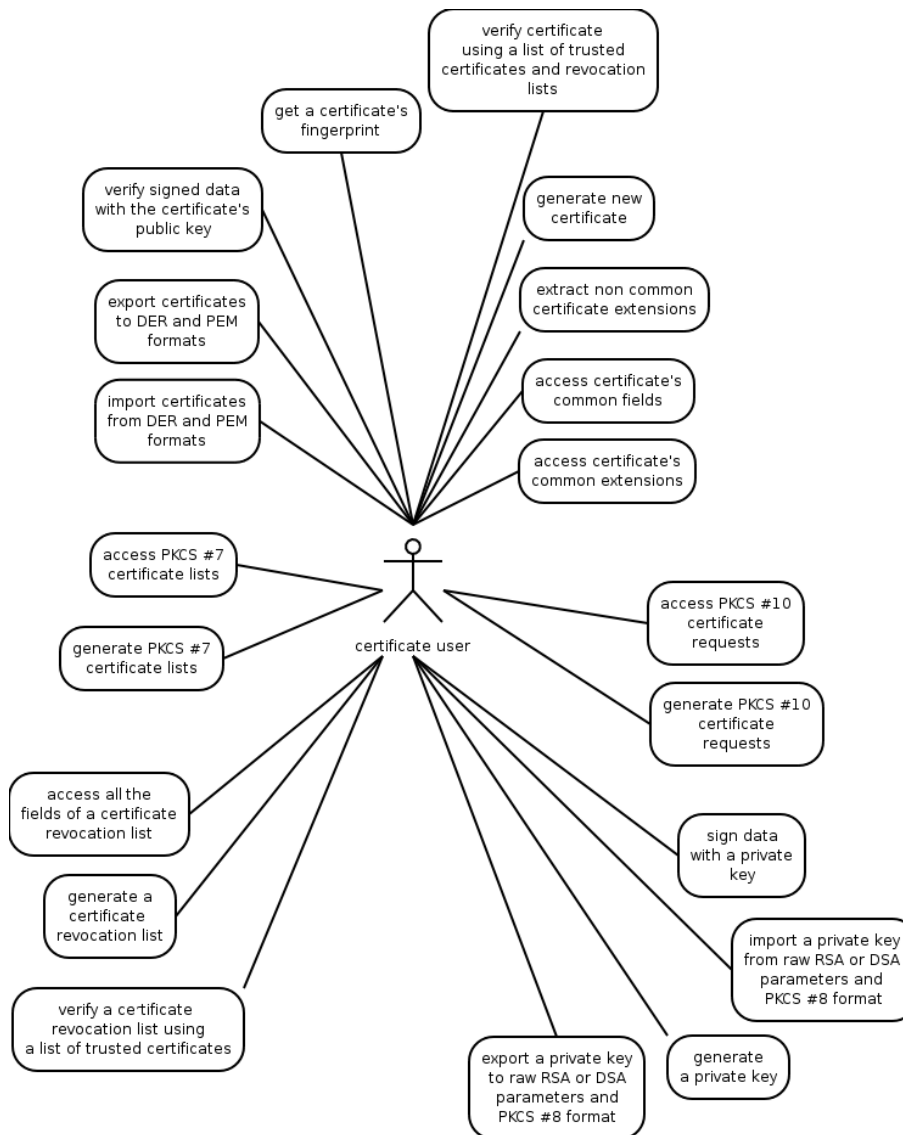 verify certificate
using a list of trusted
certificates and revocation
lists
get a certificate's
fingerprint
verify signed data
with the certificate's
public key
generate new
certificate
export certificates
to DER and PEM
formats
extract non common
certificate extensions
import certificates
from DER and PEM
formats
access certificate's
common fields
access certificate's
common extensions
access PKCS #7
certificate lists
generate PKCS #7
certificate lists
certificate user
access PKCS #10
certificate
requests
generate PKCS #10
certificate
requests
access all the
fields of a certificate
revocation list
generate a
certificate
revocation list
verify a certificate
revocation list using
a list of trusted certificates
sign data
with a private
key
import a private key
from raw RSA or DSA
parameters and
PKCS #8 format
export a private key
to raw RSA or DSA
parameters and
PKCS #8 format
generate
a private key